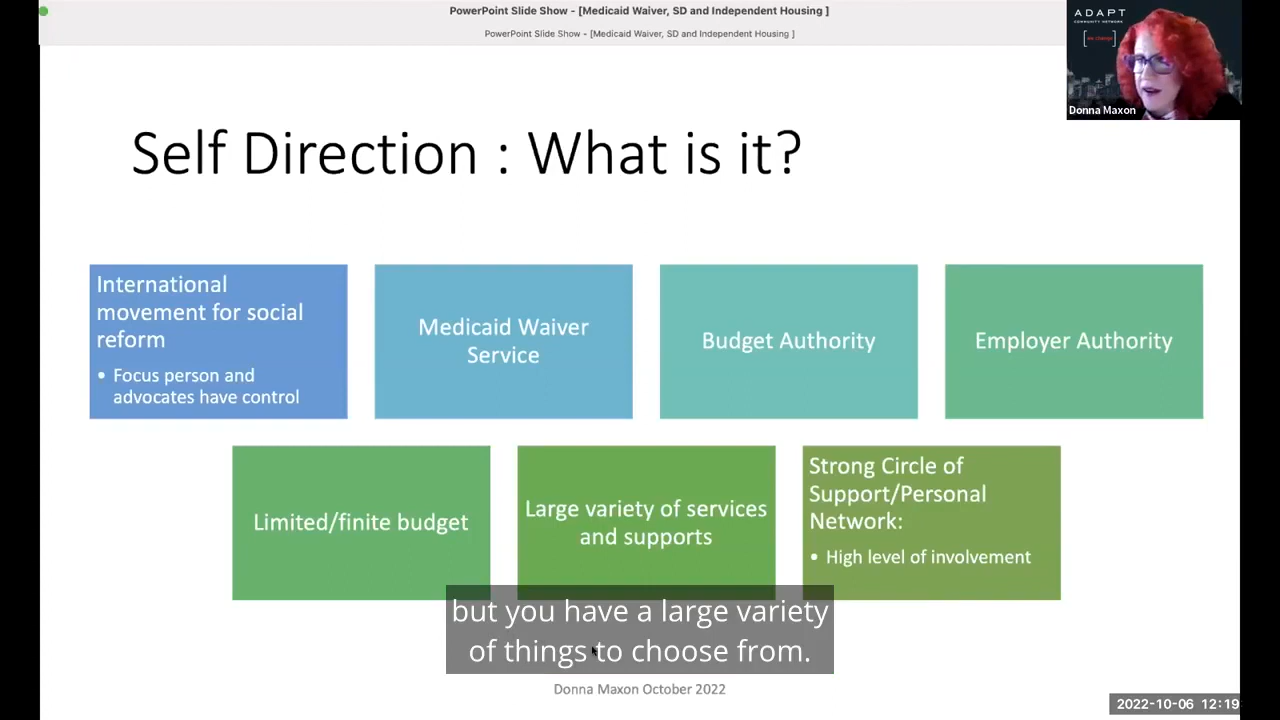 PowerPoint Slide Show - [Medicaid Waiver, SD and Independent Housing ]
PowerPoint Slide Show - [Medicaid Waiver, SD and Independent Housing ]
ADAPT
COMMUNITY NETWORK
[we change]
Donna Maxon
Self Direction : What is it?
International
movement for social
reform
• Focus person and
advocates have control
Medicaid Waiver
Service
Budget Authority
Employer Authority
Limited/finite budget
Large variety of services
and supports
Strong Circle of
Support/Personal
Network:
• High level of involvement
but you have a large variety
of things to choose from.
Donna Maxon October 2022
2022-10-06 12:19